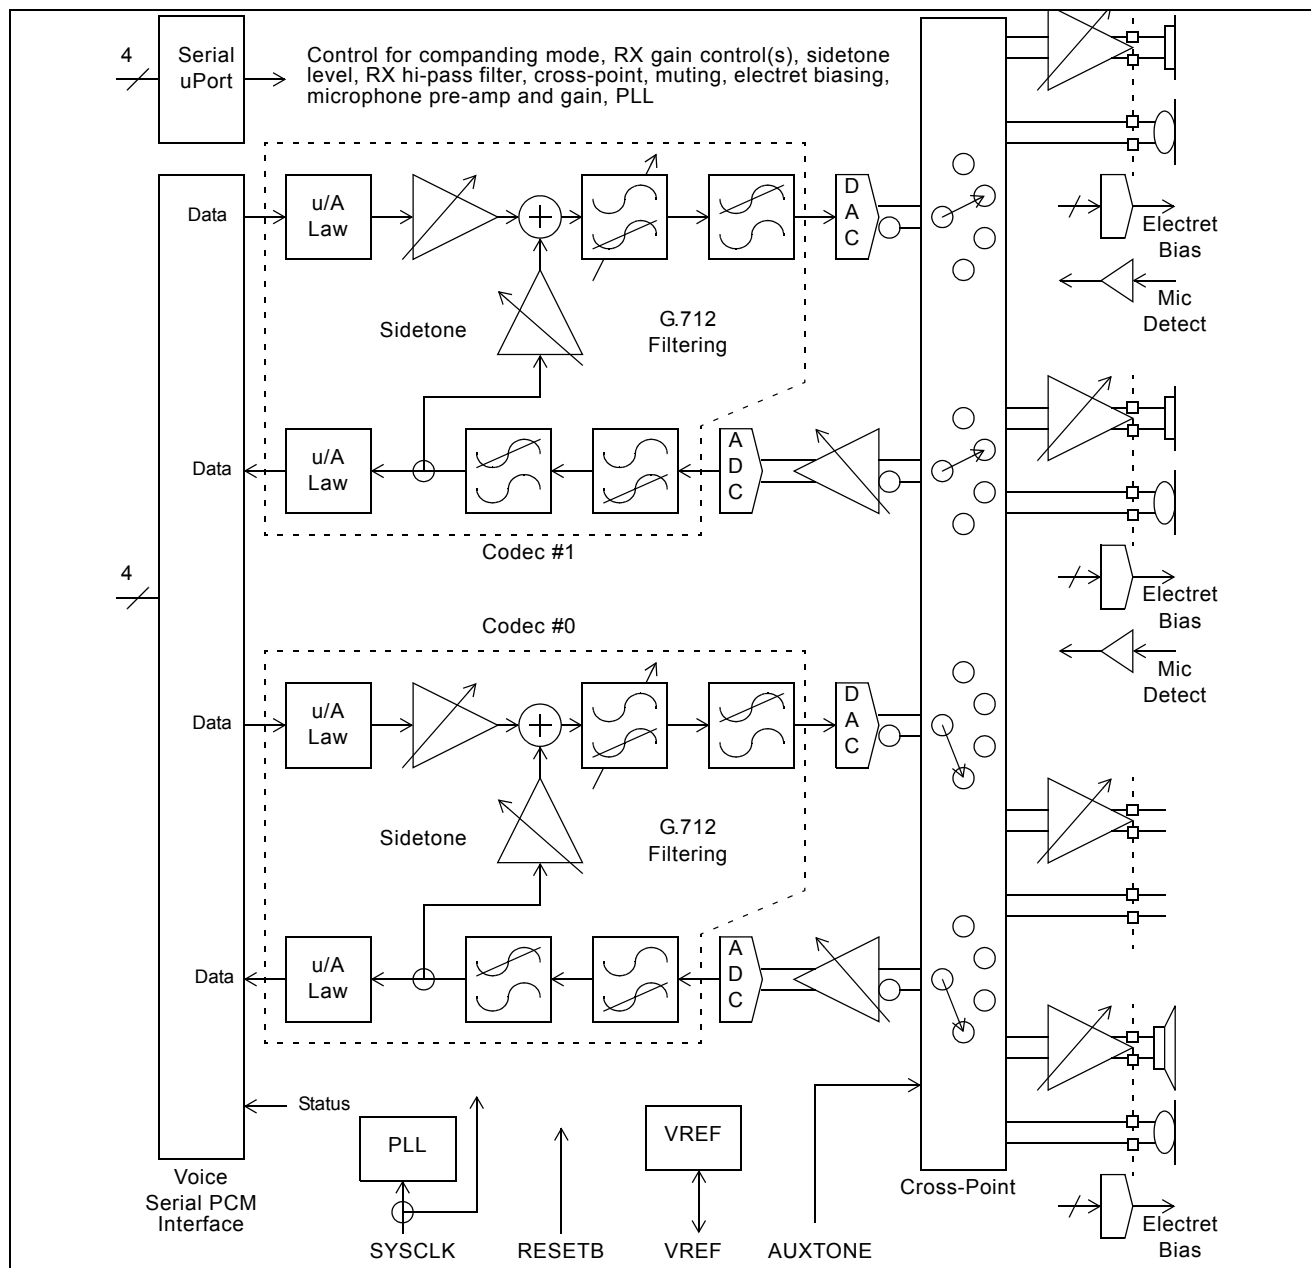 4
Serial
uPort
Control for companding mode, RX gain control(s), sidetone
level, RX hi-pass filter, cross-point, muting, electret biasing,
microphone pre-amp and gain, PLL
Data
u/A
Law
D
A
C
Electret
Bias
Sidetone
G.712
Filtering
Mic
Detect
Data
u/A
Law
A
D
C
Codec #1
4
Electret
Bias
Codec #0
Mic
Detect
Data
u/A
Law
D
A
C
Sidetone
G.712
Filtering
Data
u/A
Law
A
D
C
Status
PLL
VREF
Voice
Serial PCM
Interface
Cross-Point
SYSCLK
RESETB
VREF
AUXTONE
Electret
Bias